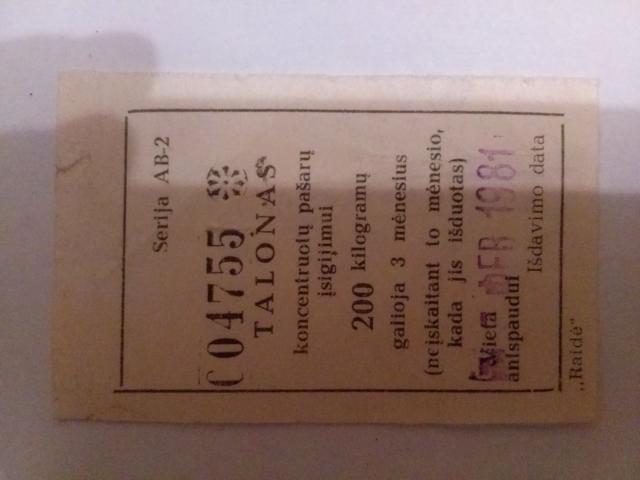 Serija AB-2
04755
TALONAS
koncentruotų pašarų
įsigijimui
200 kilogramų
galioja 3 mėnesius
(neįskaitant to mėnesio,
kada jis išduotas)
Vieta ФЕВ 1981
antspaudui
Išdavimo data
„Raidė“